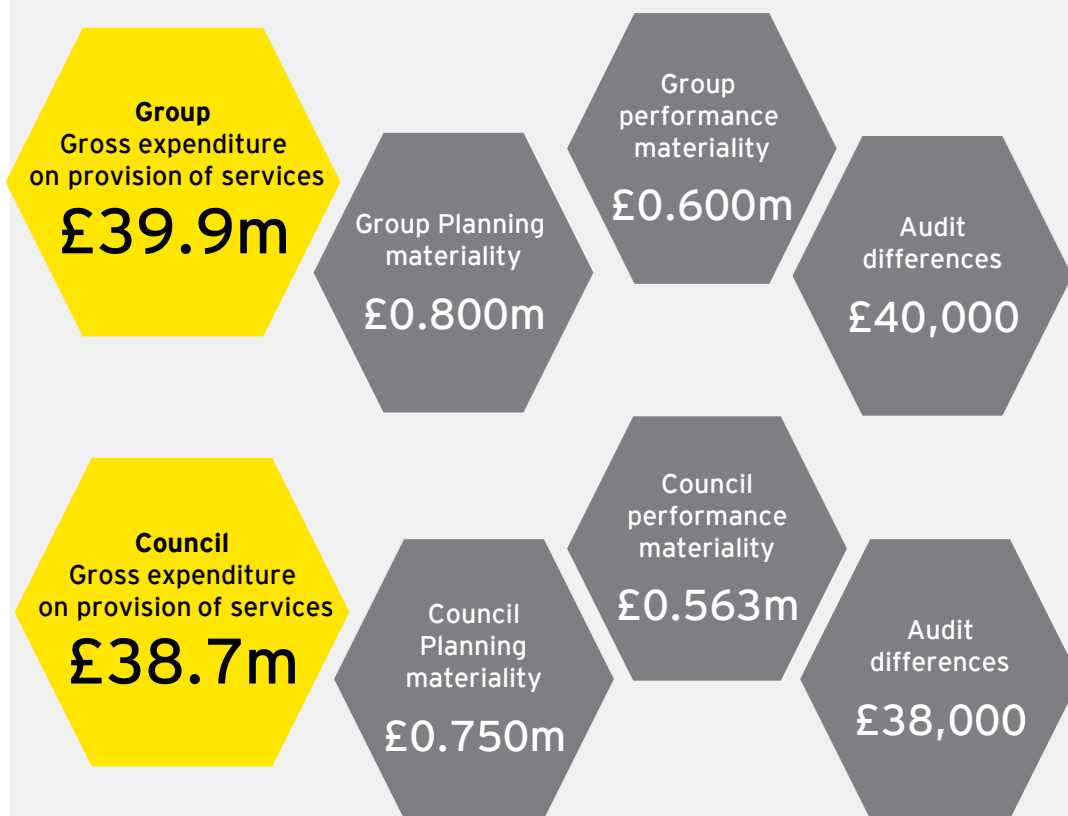 Group
Gross expenditure
on provision of services
£39.9m
Group Planning
materiality
£0.800m
Group
performance
materiality
£0.600m
Audit
differences
£40,000
Council
Gross expenditure
on provision of services
£38.7m
Council
Planning
materiality
£0.750m
Council
performance
materiality
£0.563m
Audit
differences
£38,000